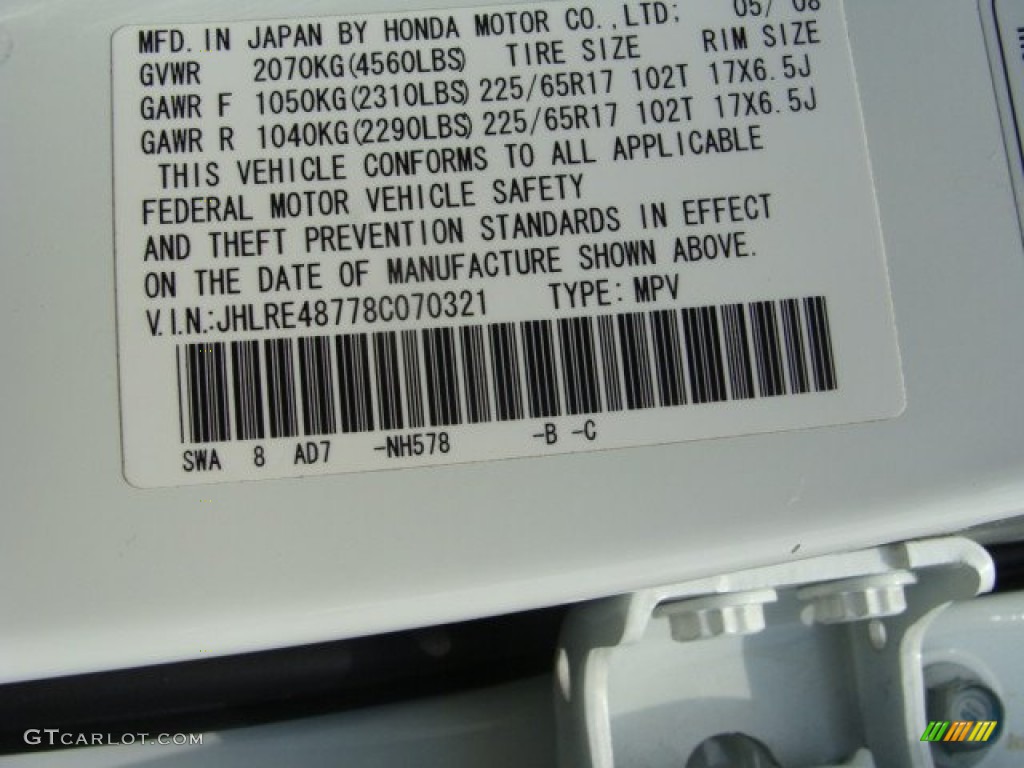 MFD. IN JAPAN BY HONDA MOTOR CO., LTD; 05/ 08
GVWR 2070KG(4560LBS) TIRE SIZE RIM SIZE
GAWR F 1050KG(2310LBS) 225/65R17 102T 17X6.5J
GAWR R 1040KG(2290LBS) 225/65R17 102T 17X6.5J
THIS VEHICLE CONFORMS TO ALL APPLICABLE
FEDERAL MOTOR VEHICLE SAFETY
AND THEFT PREVENTION STANDARDS IN EFFECT
ON THE DATE OF MANUFACTURE SHOWN ABOVE.
V.I.N.:JHLRE48778C070321 TYPE: MPV
SWA 8 AD7 -NH578 -B -C
GTCARLOT.COM